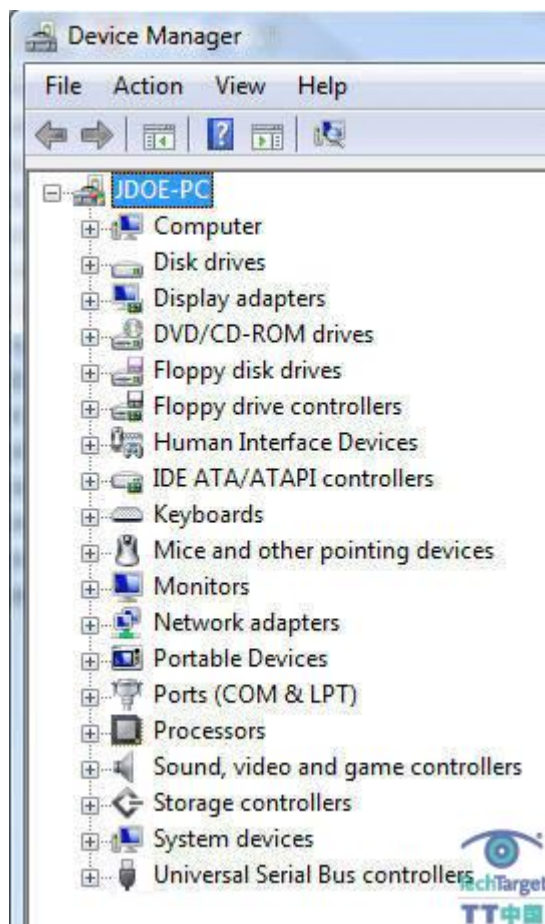 Device Manager
File Action View Help
JDOE-PC
Computer
Disk drives
Display adapters
DVD/CD-ROM drives
Floppy disk drives
Floppy drive controllers
Human Interface Devices
IDE ATA/ATAPI controllers
Keyboards
Mice and other pointing devices
Monitors
Network adapters
Portable Devices
Ports (COM & LPT)
Processors
Sound, video and game controllers
Storage controllers
System devices
Universal Serial Bus controllers
TechTarget
TT中国